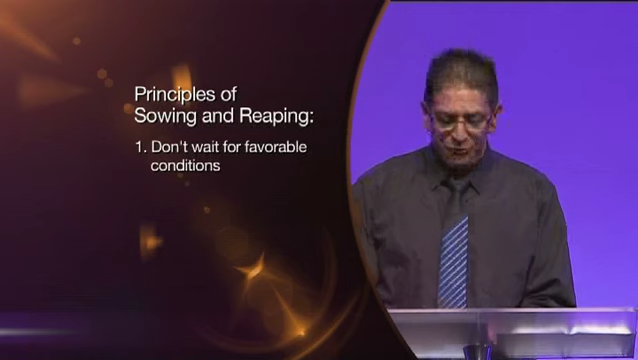 Principles of
Sowing and Reaping:
1. Don't wait for favorable
conditions